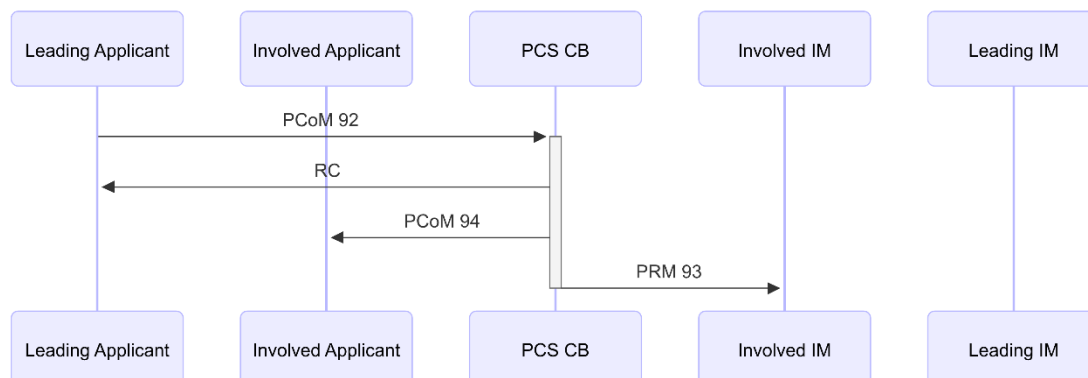 Leading Applicant
Involved Applicant
PCS CB
Involved IM
Leading IM
PCoM 92
RC
PCoM 94
PRM 93
Leading Applicant
Involved Applicant
PCS CB
Involved IM
Leading IM